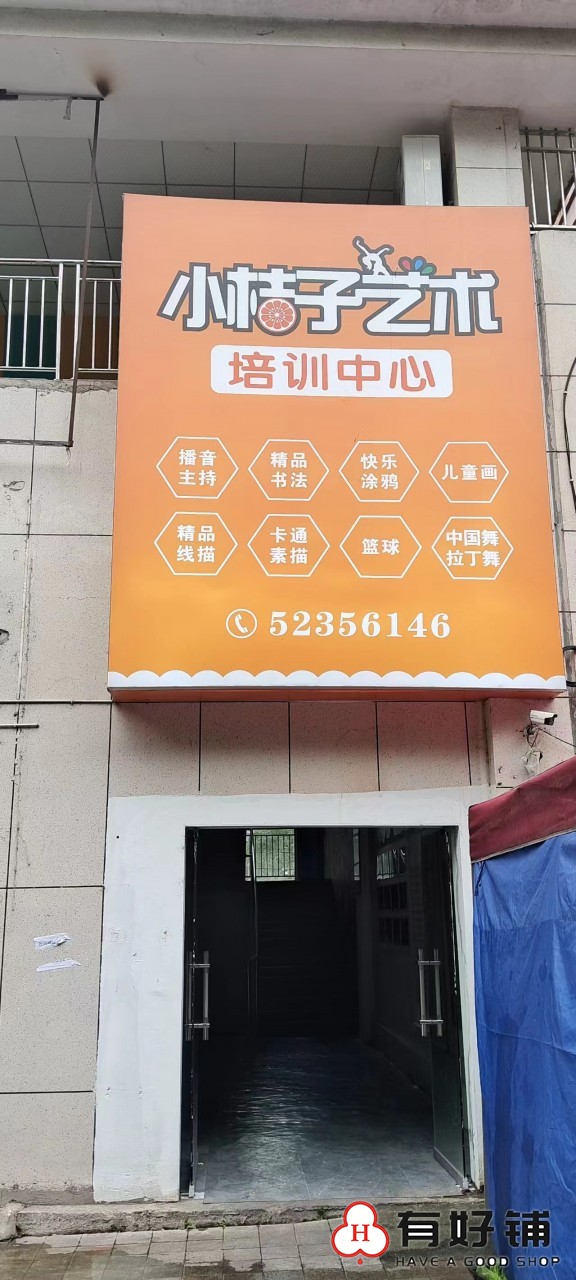 小桔子艺术
培训中心
播音
主持
精品
书法
快乐
涂鸦
儿童画
精品
线描
卡通
素描
篮球
中国舞
拉丁舞
52356146
H
有好铺
HAVE A GOOD SHOP